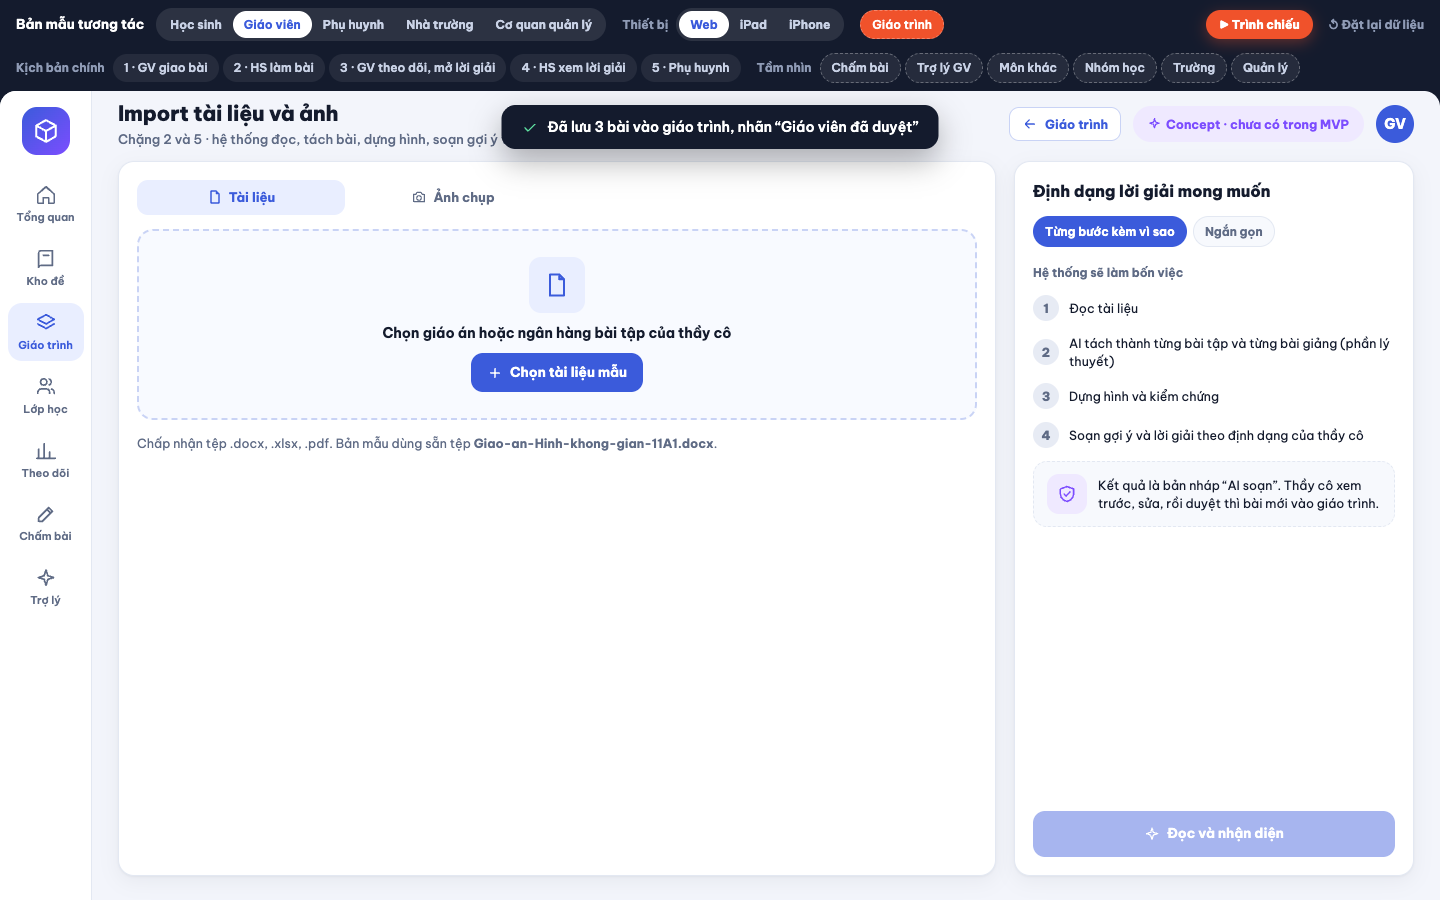 Bản mẫu tương tác
Học sinh
Giáo viên
Phụ huynh
Nhà trường
Cơ quan quản lý
Thiết bị
Web
iPad
iPhone
Giáo trình
Trình chiếu
Đặt lại dữ liệu
Kịch bản chính
1 · GV giao bài
2 · HS làm bài
3 · GV theo dõi, mở lời giải
4 · HS xem lời giải
5 · Phụ huynh
Tầm nhìn
Chấm bài
Trợ lý GV
Môn khác
Nhóm học
Trường
Quản lý
Import tài liệu và ảnh
Chặng 2 và 5 · hệ thống đọc, tách bài, dựng hình, soạn gợi ý
Đã lưu 3 bài vào giáo trình, nhãn “Giáo viên đã duyệt”
Giáo trình
Concept · chưa có trong MVP
GV
Tổng quan
Kho đề
Giáo trình
Lớp học
Theo dõi
Chấm bài
Trợ lý
Tài liệu
Ảnh chụp
Chọn giáo án hoặc ngân hàng bài tập của thầy cô
Chọn tài liệu mẫu
Chấp nhận tệp .docx, .xlsx, .pdf. Bản mẫu dùng sẵn tệp Giao-an-Hinh-khong-gian-11A1.docx.
Định dạng lời giải mong muốn
Từng bước kèm vì sao
Ngắn gọn
Hệ thống sẽ làm bốn việc
1 Đọc tài liệu
2 AI tách thành từng bài tập và từng bài giảng (phần lý
thuyết)
3 Dựng hình và kiểm chứng
4 Soạn gợi ý và lời giải theo định dạng của thầy cô
Kết quả là bản nháp “AI soạn”. Thầy cô xem
trước, sửa, rồi duyệt thì bài mới vào giáo trình.
Đọc và nhận diện